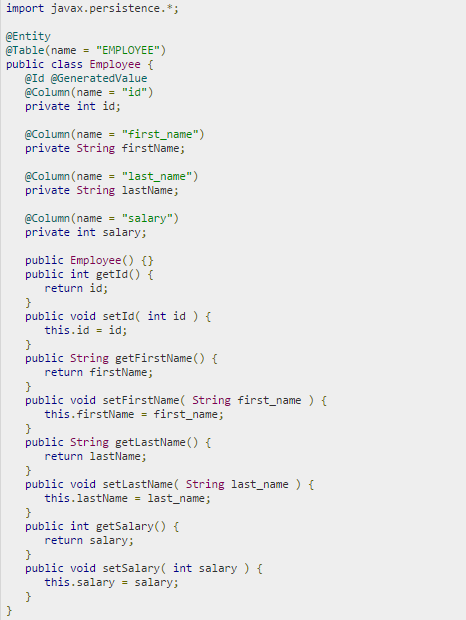 import javax.persistence.*;
@Entity
@Table(name = "EMPLOYEE")
public class Employee {
@Id @GeneratedValue
@Column(name = "id")
private int id;
@Column(name = "first_name")
private String firstName;
@Column(name = "last_name")
private String lastName;
@Column(name = "salary")
private int salary;
public Employee() {}
public int getId() {
return id;
}
public void setId( int id ) {
this.id = id;
}
public String getFirstName() {
return firstName;
}
public void setFirstName( String first_name ) {
this.firstName = first_name;
}
public String getLastName() {
return lastName;
}
public void setLastName( String last_name ) {
this.lastName = last_name;
}
public int getSalary() {
return salary;
}
public void setSalary( int salary ) {
this.salary = salary;
}
}